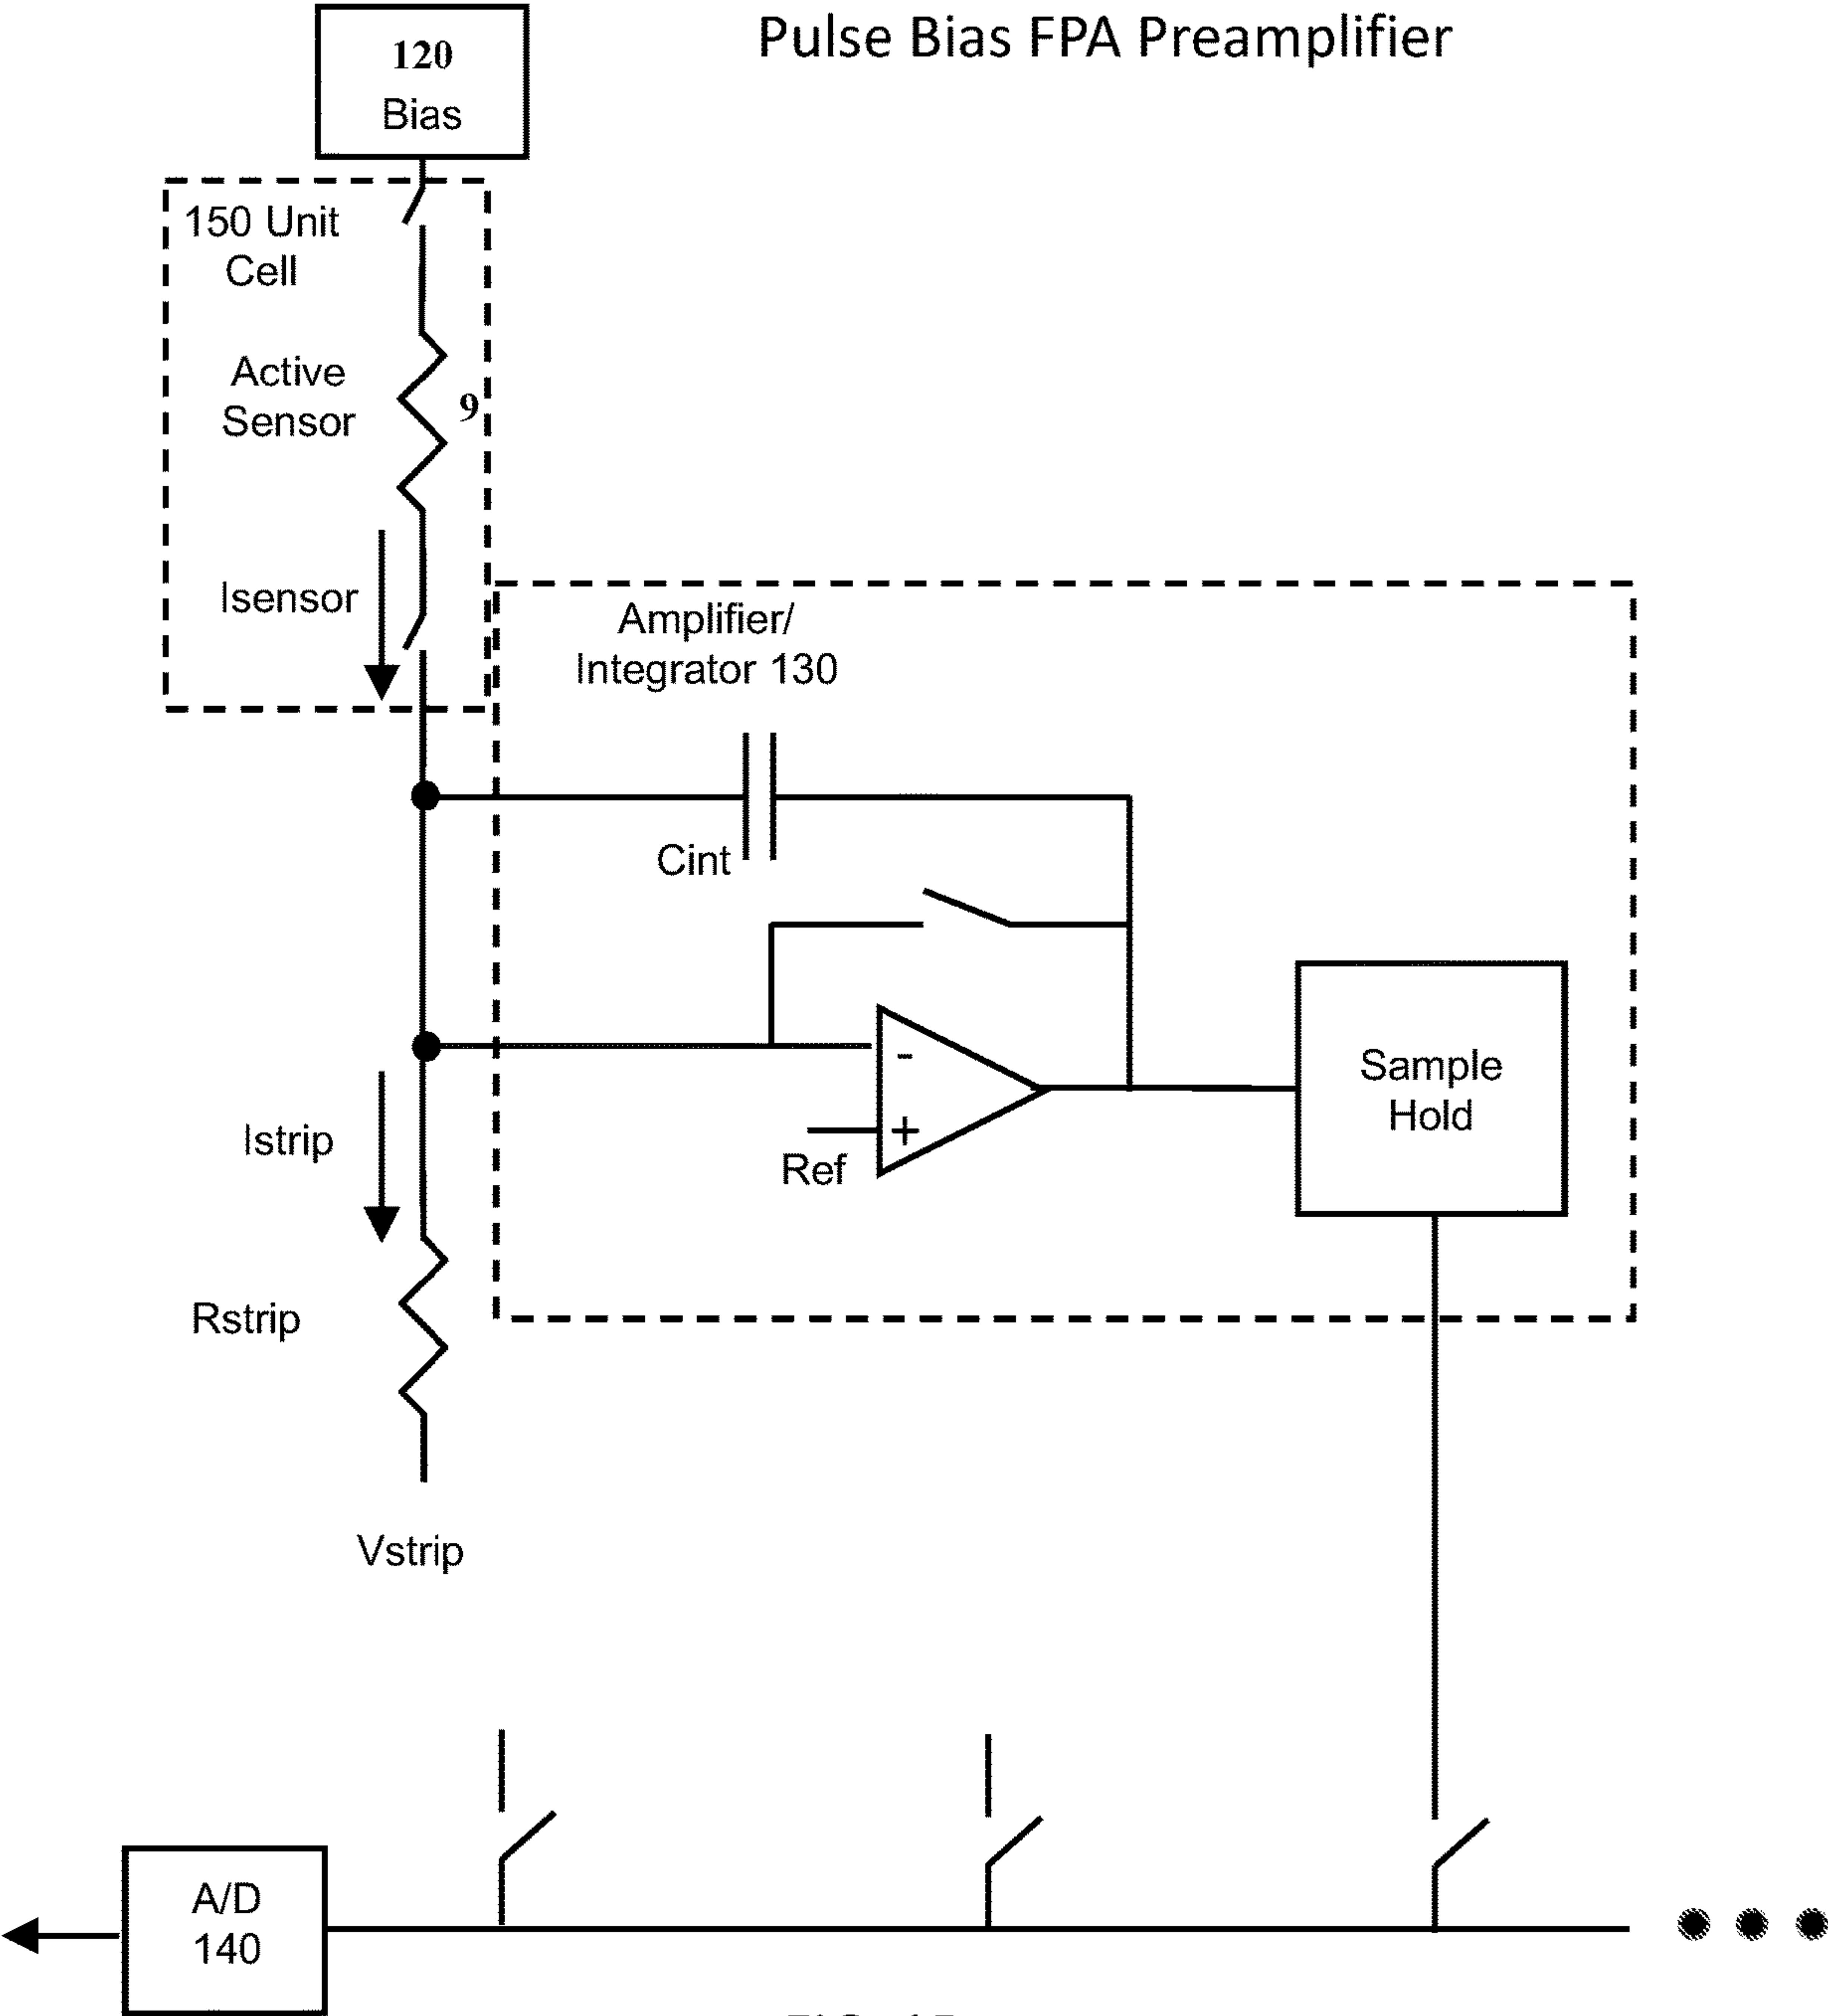 Pulse Bias FPA Preamplifier
120
Bias
150 Unit
Cell
Active
Sensor
9
Isensor
Amplifier/
Integrator 130
Cint
-
+
Ref
Sample
Hold
Istrip
Rstrip
Vstrip
A/D
140